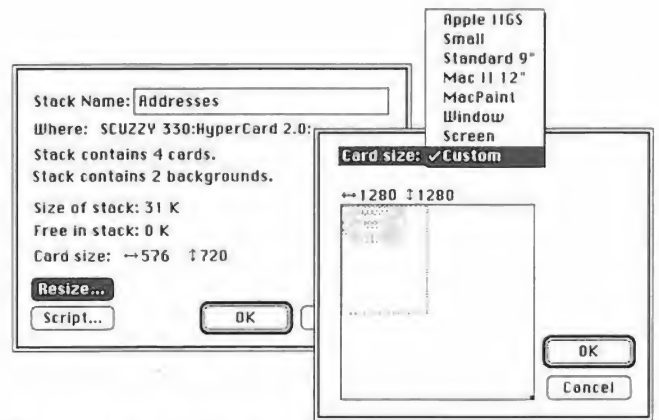 Apple IIGS
Small
Standard 9"
Mac II 12"
MacPaint
Window
Screen
Card size: ✓Custom
Stack Name: Addresses
Where: SCUZZY 330:HyperCard 2.0:
Stack contains 4 cards.
Stack contains 2 backgrounds.
Size of stack: 31 K
Free in stack: 0 K
Card size: ↔576 ↕720
Resize...
Script...
OK
↔1280 ↕1280
OK
Cancel